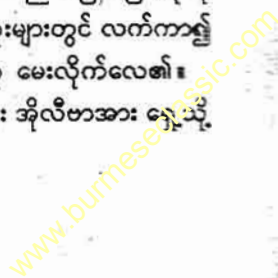 းများတွင် လက်ကာ၍
မေးလိုက်လေ၏။
း အိုလီဗာအား ရှေ့သို့
www.burmeseclassic.com